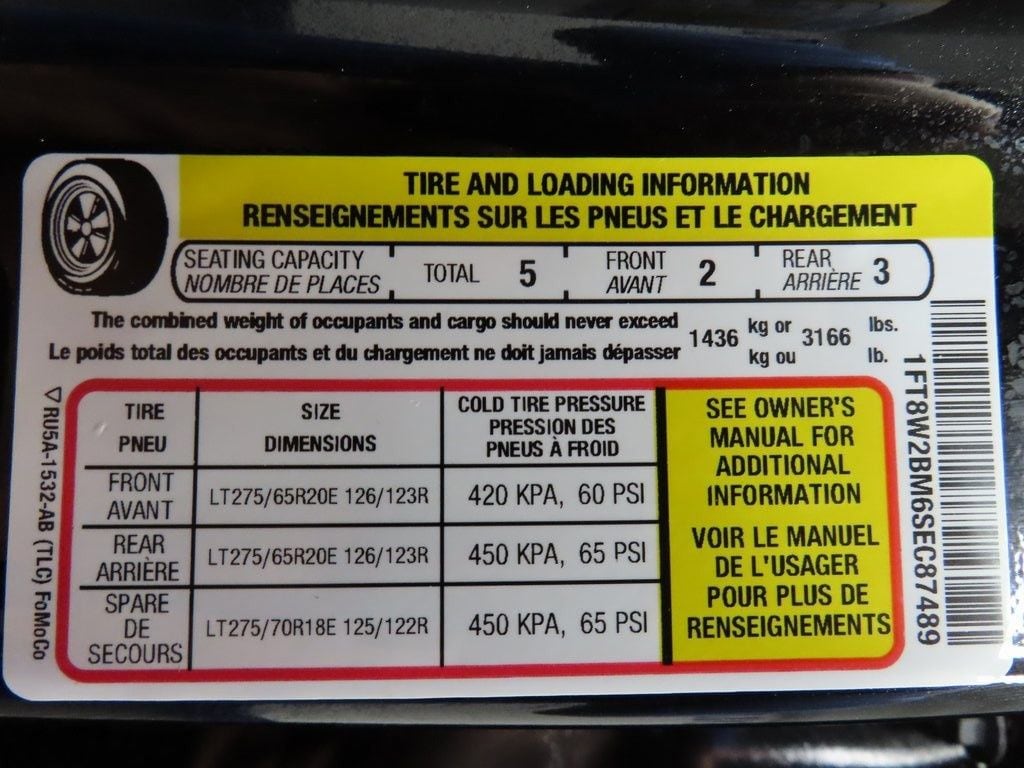 TIRE AND LOADING INFORMATION
RENSEIGNEMENTS SUR LES PNEUS ET LE CHARGEMENT
SEATING CAPACITY TOTAL 5 FRONT 2 REAR 3
NOMBRE DE PLACES AVANT ARRIÈRE
The combined weight of occupants and cargo should never exceed 1436 kg or 3166 lbs.
Le poids total des occupants et du chargement ne doit jamais dépasser kg ou lb.
TIRE SIZE COLD TIRE PRESSURE
PNEU DIMENSIONS PRESSION DES
PNEUS À FROID
FRONT
AVANT LT275/65R20E 126/123R 420 KPA, 60 PSI
REAR
ARRIÈRE LT275/65R20E 126/123R 450 KPA, 65 PSI
SPARE
DE
SECOURS LT275/70R18E 125/122R 450 KPA, 65 PSI
SEE OWNER'S
MANUAL FOR
ADDITIONAL
INFORMATION
VOIR LE MANUEL
DE L'USAGER
POUR PLUS DE
RENSEIGNEMENTS
RU5A-1532-AB (TLC) FoMoCo
1FT8W2BM6SEC87489